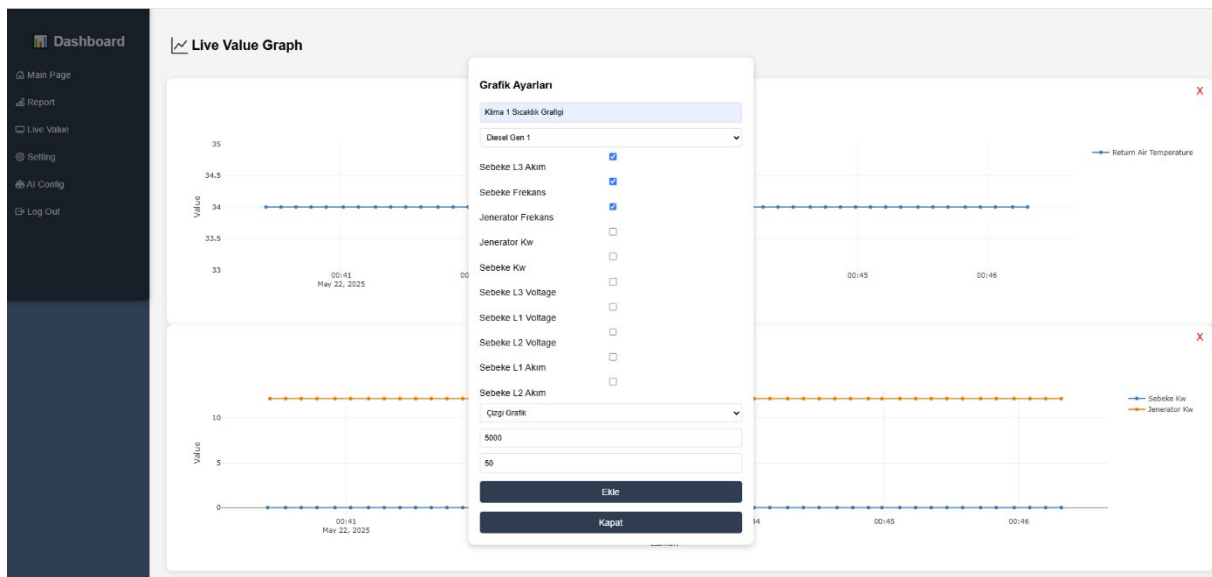 Dashboard
Main Page
Report
Live Value
Setting
AI Config
Log Out
Live Value Graph
X
35
34.5
34
33.5
33
Value
00:41
May 22, 2025
00
00:45
00:46
Return Air Temperature
Grafik Ayarları
Klima 1 Sıcaklık Grafigi
Diesel Gen 1
Sebeke L3 Akım
Sebeke Frekans
Jenerator Frekans
Jenerator Kw
Sebeke Kw
Sebeke L3 Voltage
Sebeke L1 Voltage
Sebeke L2 Voltage
Sebeke L1 Akım
Sebeke L2 Akım
Çizgi Grafik
5000
50
Ekle
Kapat
X
10
5
0
Value
00:41
May 22, 2025
00:45
00:46
Sebeke Kw
Jenerator Kw